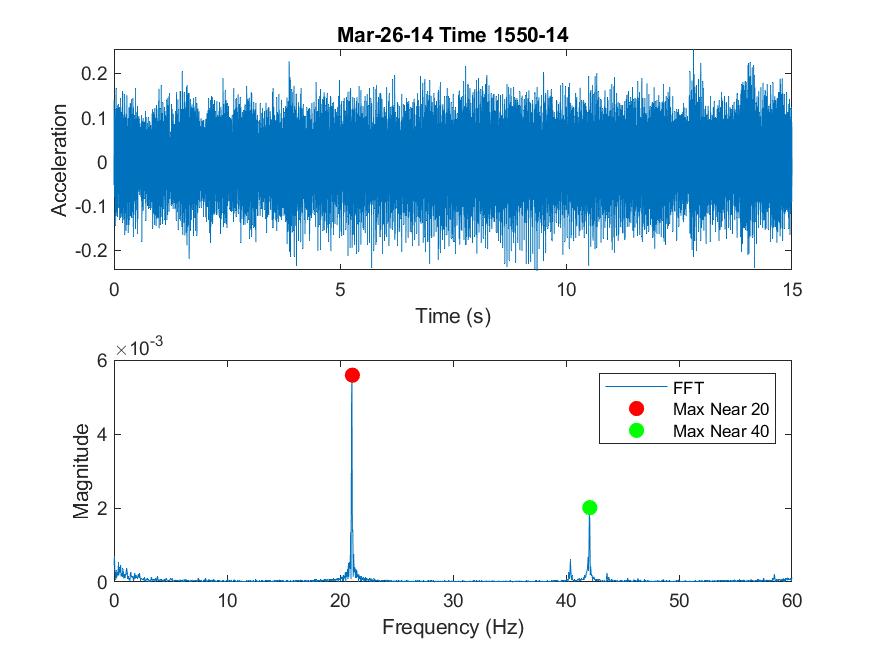 Mar-26-14 Time 1550-14
0.2
0.1
0
-0.1
-0.2
Acceleration
0 5 10 15
Time (s)
×10-3
6
4
2
0
Magnitude
FFT
Max Near 20
Max Near 40
0 10 20 30 40 50 60
Frequency (Hz)